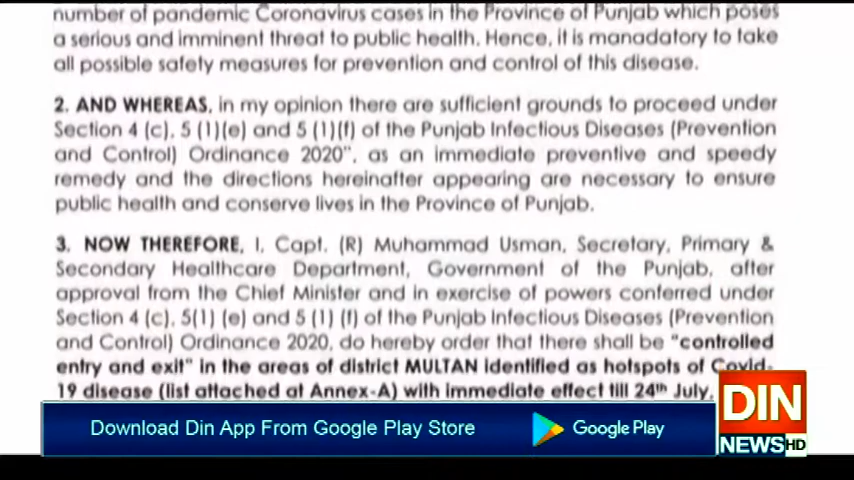 number of pandemic Coronavirus cases in the Province of Punjab which poses
a serious and imminent threat to public health. Hence, it is manadatory to take
all possible safety measures for prevention and control of this disease.
2. AND WHEREAS, in my opinion there are sufficient grounds to proceed under
Section 4 (c), 5 (1)(e) and 5 (1)(f) of the Punjab Infectious Diseases (Prevention
and Control) Ordinance 2020", as an immediate preventive and speedy
remedy and the directions hereinafter appearing are necessary to ensure
public health and conserve lives in the Province of Punjab.
3. NOW THEREFORE, I, Capt. (R) Muhammad Usman, Secretary, Primary &
Secondary Healthcare Department, Government of the Punjab, after
approval from the Chief Minister and in exercise of powers conferred under
Section 4 (c), 5(1) (e) and 5 (1) (f) of the Punjab Infectious Diseases (Prevention
and Control) Ordinance 2020, do hereby order that there shall be "controlled
entry and exit" in the areas of district MULTAN identified as hotspots of Covid-
19 disease (list attached at Annex-A) with immediate effect till 24th July,
Download Din App From Google Play Store
Google Play
DIN
NEWS HD